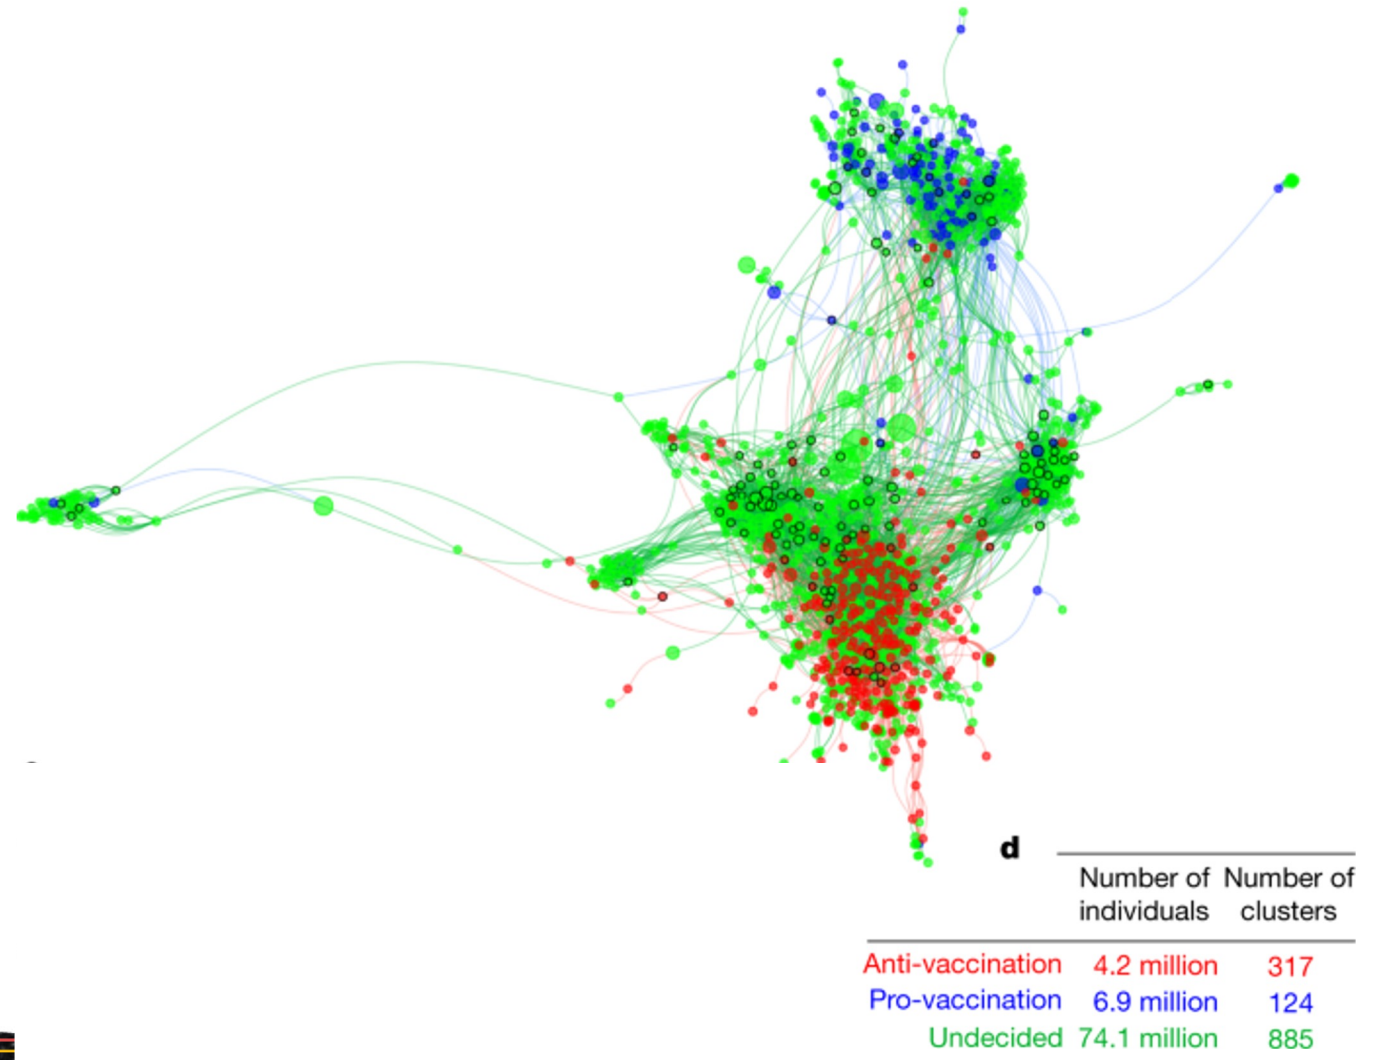 d
Number of Number of
individuals clusters
Anti-vaccination 4.2 million 317
Pro-vaccination 6.9 million 124
Undecided 74.1 million 885